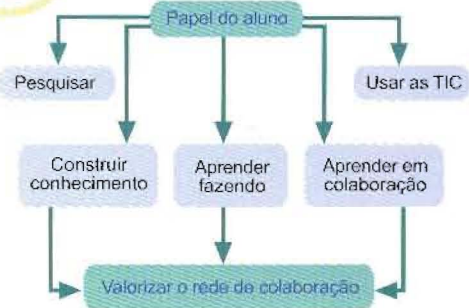 Papel do aluno
Pesquisar
Usar as TIC
Construir
conhecimento
Aprender
fazendo
Aprender em
colaboração
Valorizar o rede de colaboração